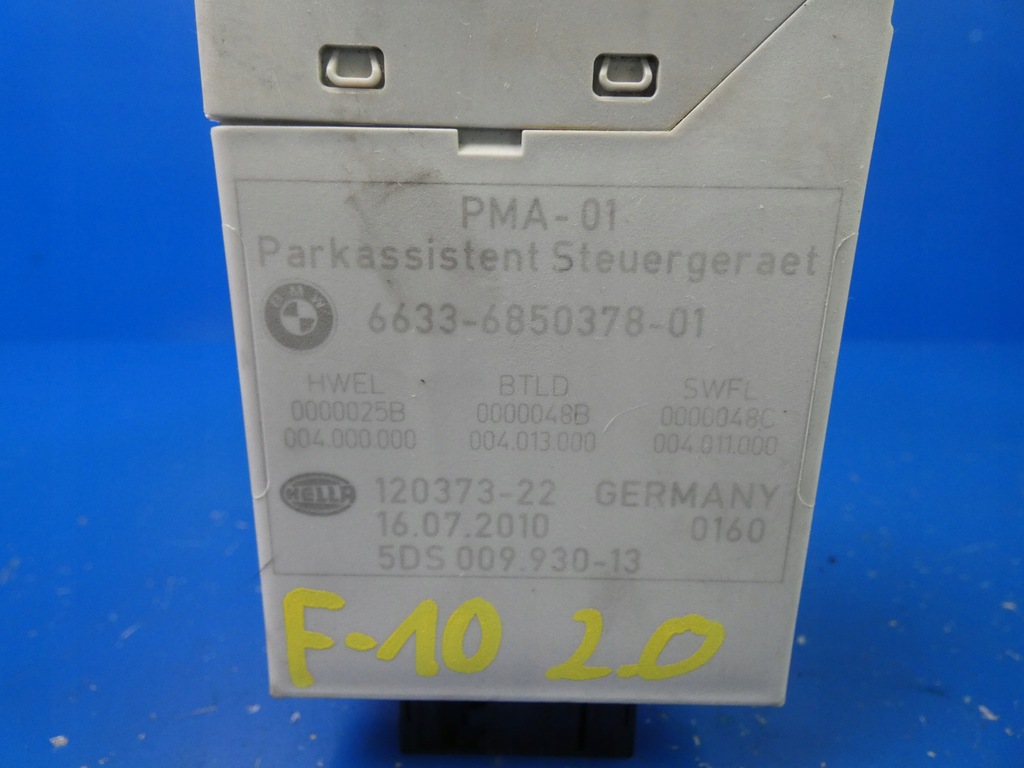 PMA-01
Parkassistent Steuergeraet
BMW 6633-6850378-01
HWEL BTLD SWFL
0000025B 0000048B 0000048C
004.000.000 004.013.000 004.011.000
HELLA 120373-22 GERMANY
16.07.2010 0160
5DS 009.930-13
F-10 2.0